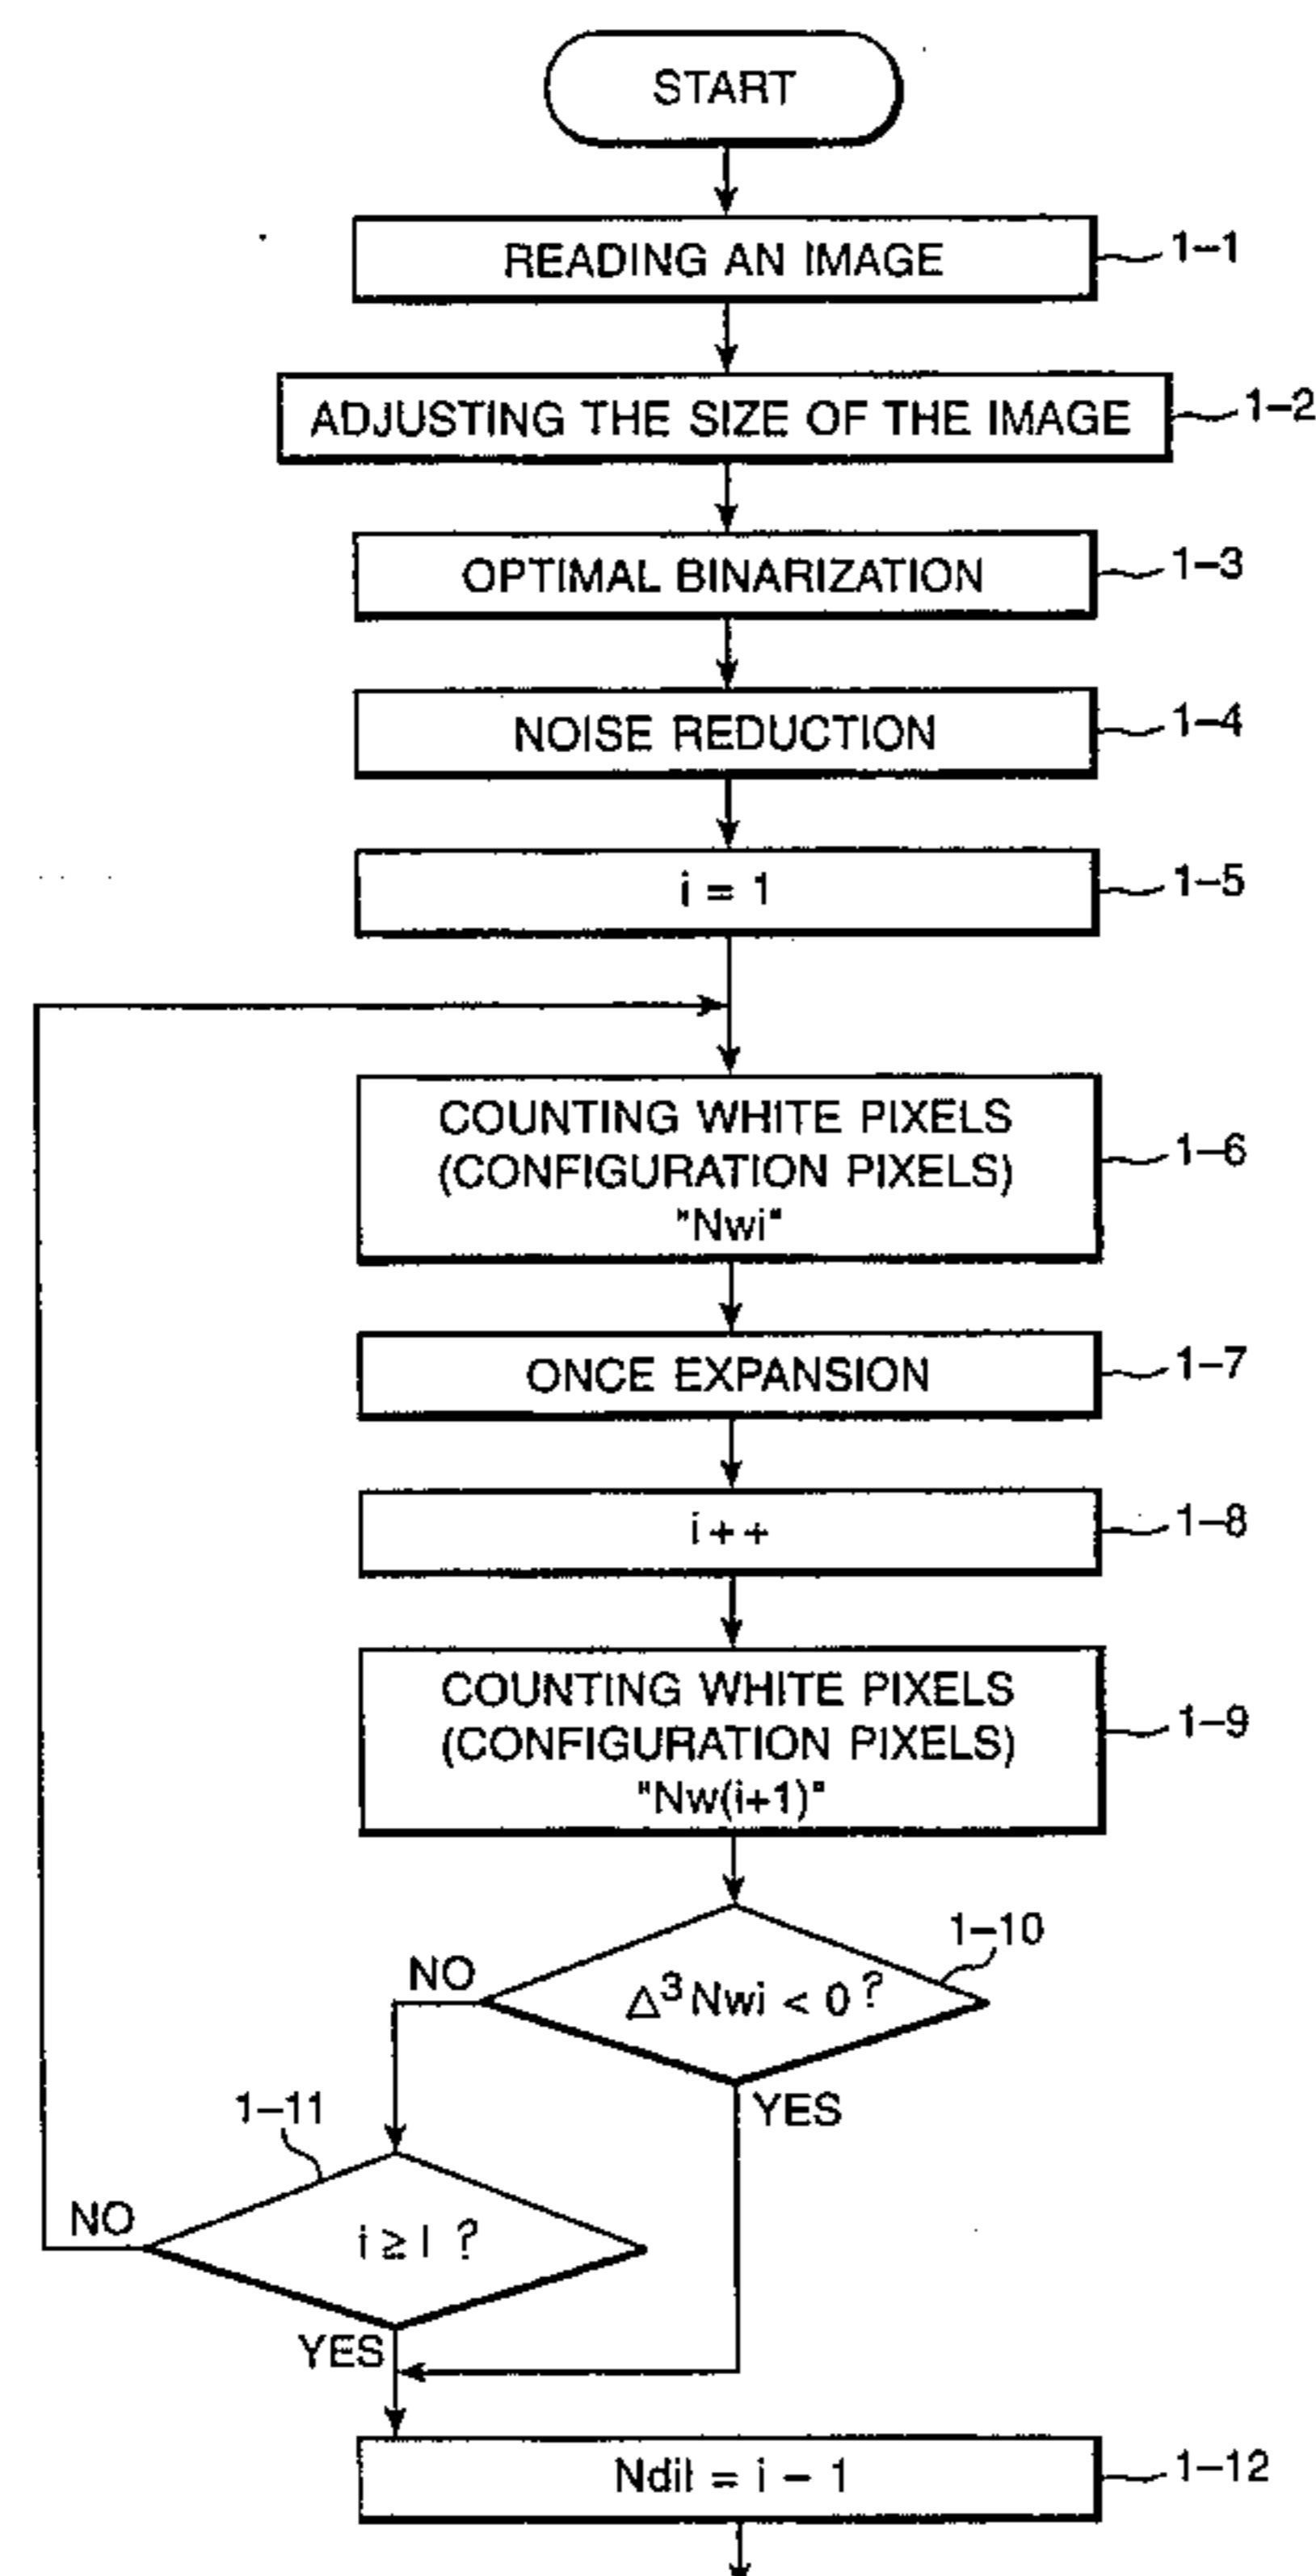 START
READING AN IMAGE
1-1
ADJUSTING THE SIZE OF THE IMAGE
1-2
OPTIMAL BINARIZATION
1-3
NOISE REDUCTION
1-4
i = 1
1-5
COUNTING WHITE PIXELS
(CONFIGURATION PIXELS)
"Nwi"
1-6
ONCE EXPANSION
1-7
i++
1-8
COUNTING WHITE PIXELS
(CONFIGURATION PIXELS)
"Nw(i+1)"
1-9
1-10
NO
△³Nwi < 0?
YES
1-11
NO
i ≥ I ?
YES
Ndil = i - 1
1-12